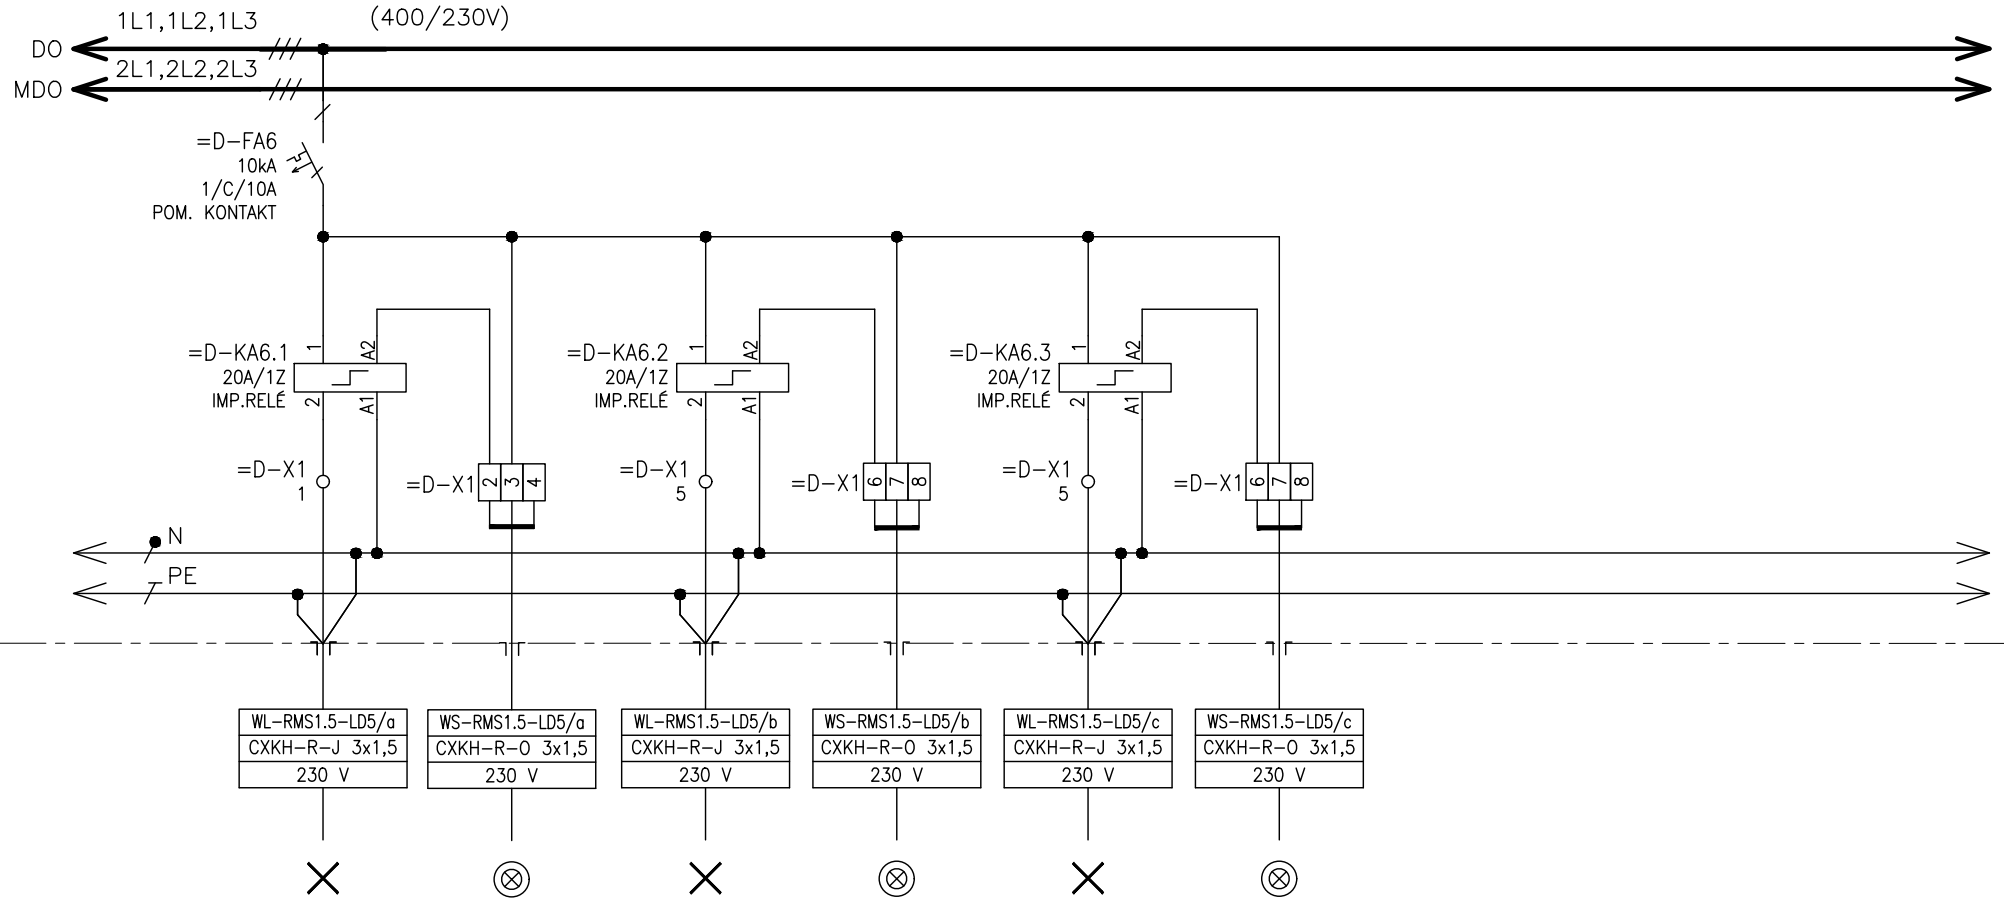 1L1,1L2,1L3
(400/230V)
DO
2L1,2L2,2L3
MDO
=D-FA6
10kA
1/C/10A
POM. KONTAKT
=D-KA6.1
20A/1Z
IMP.RELÉ
1
A2
2
A1
=D-KA6.2
20A/1Z
IMP.RELÉ
1
A2
2
A1
=D-KA6.3
20A/1Z
IMP.RELÉ
1
A2
2
A1
=D-X1
1
=D-X1
2 3 4
=D-X1
5
=D-X1
6 7 8
=D-X1
5
=D-X1
6 7 8
N
PE
WL-RMS1.5-LD5/a
CXKH-R-J 3x1,5
230 V
WS-RMS1.5-LD5/a
CXKH-R-O 3x1,5
230 V
WL-RMS1.5-LD5/b
CXKH-R-J 3x1,5
230 V
WS-RMS1.5-LD5/b
CXKH-R-O 3x1,5
230 V
WL-RMS1.5-LD5/c
CXKH-R-J 3x1,5
230 V
WS-RMS1.5-LD5/c
CXKH-R-O 3x1,5
230 V